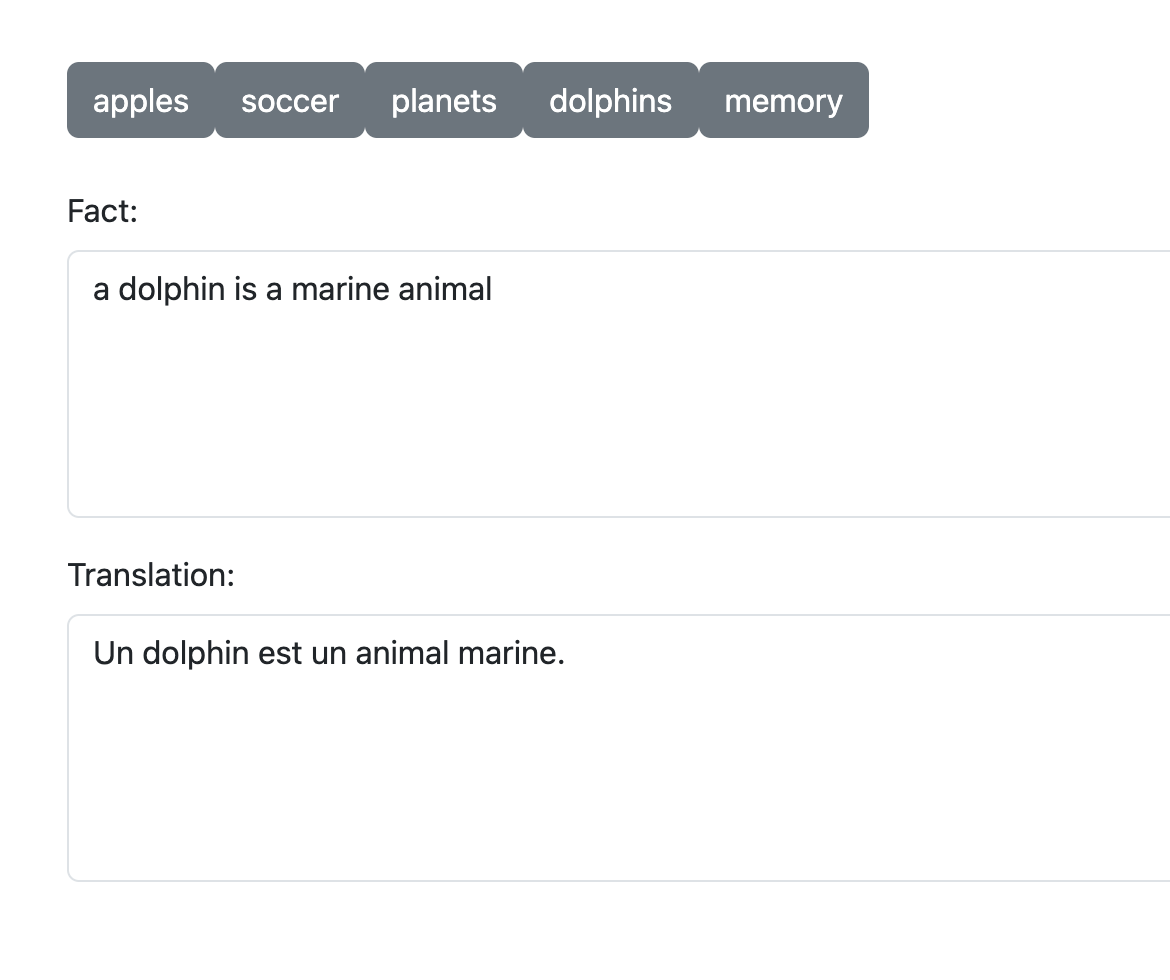 apples soccer planets dolphins memory
Fact:
a dolphin is a marine animal
Translation:
Un dolphin est un animal marine.